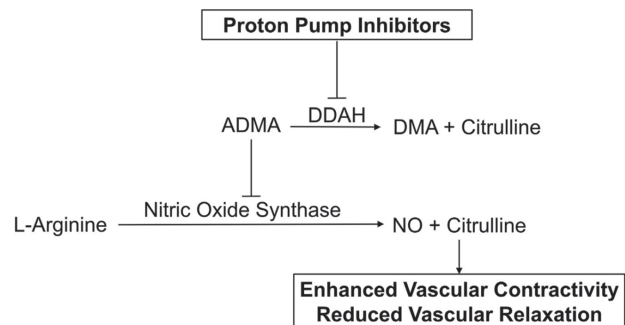 Proton Pump Inhibitors
DDAH
ADMA
DMA + Citrulline
Nitric Oxide Synthase
L-Arginine
NO + Citrulline
Enhanced Vascular Contractivity
Reduced Vascular Relaxation